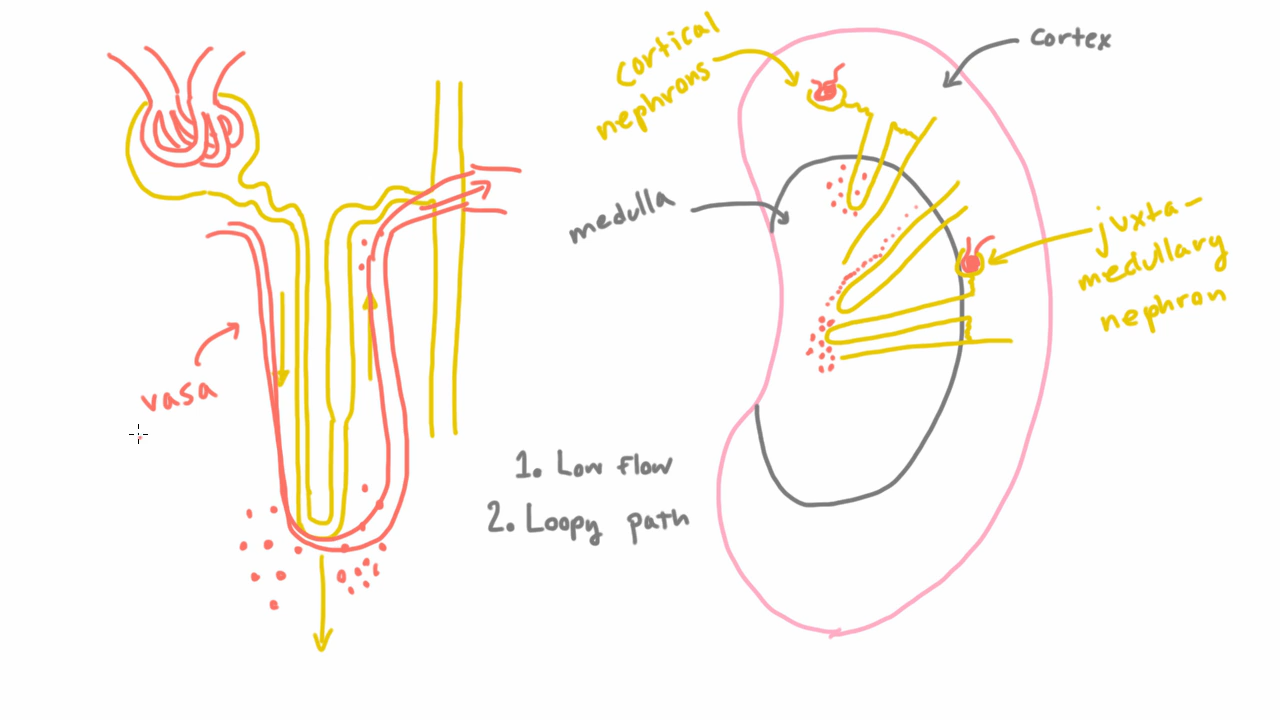 cortical
nephrons
cortex
medulla
juxta-
medullary
nephron
vasa
1. Low flow
2. Loopy path